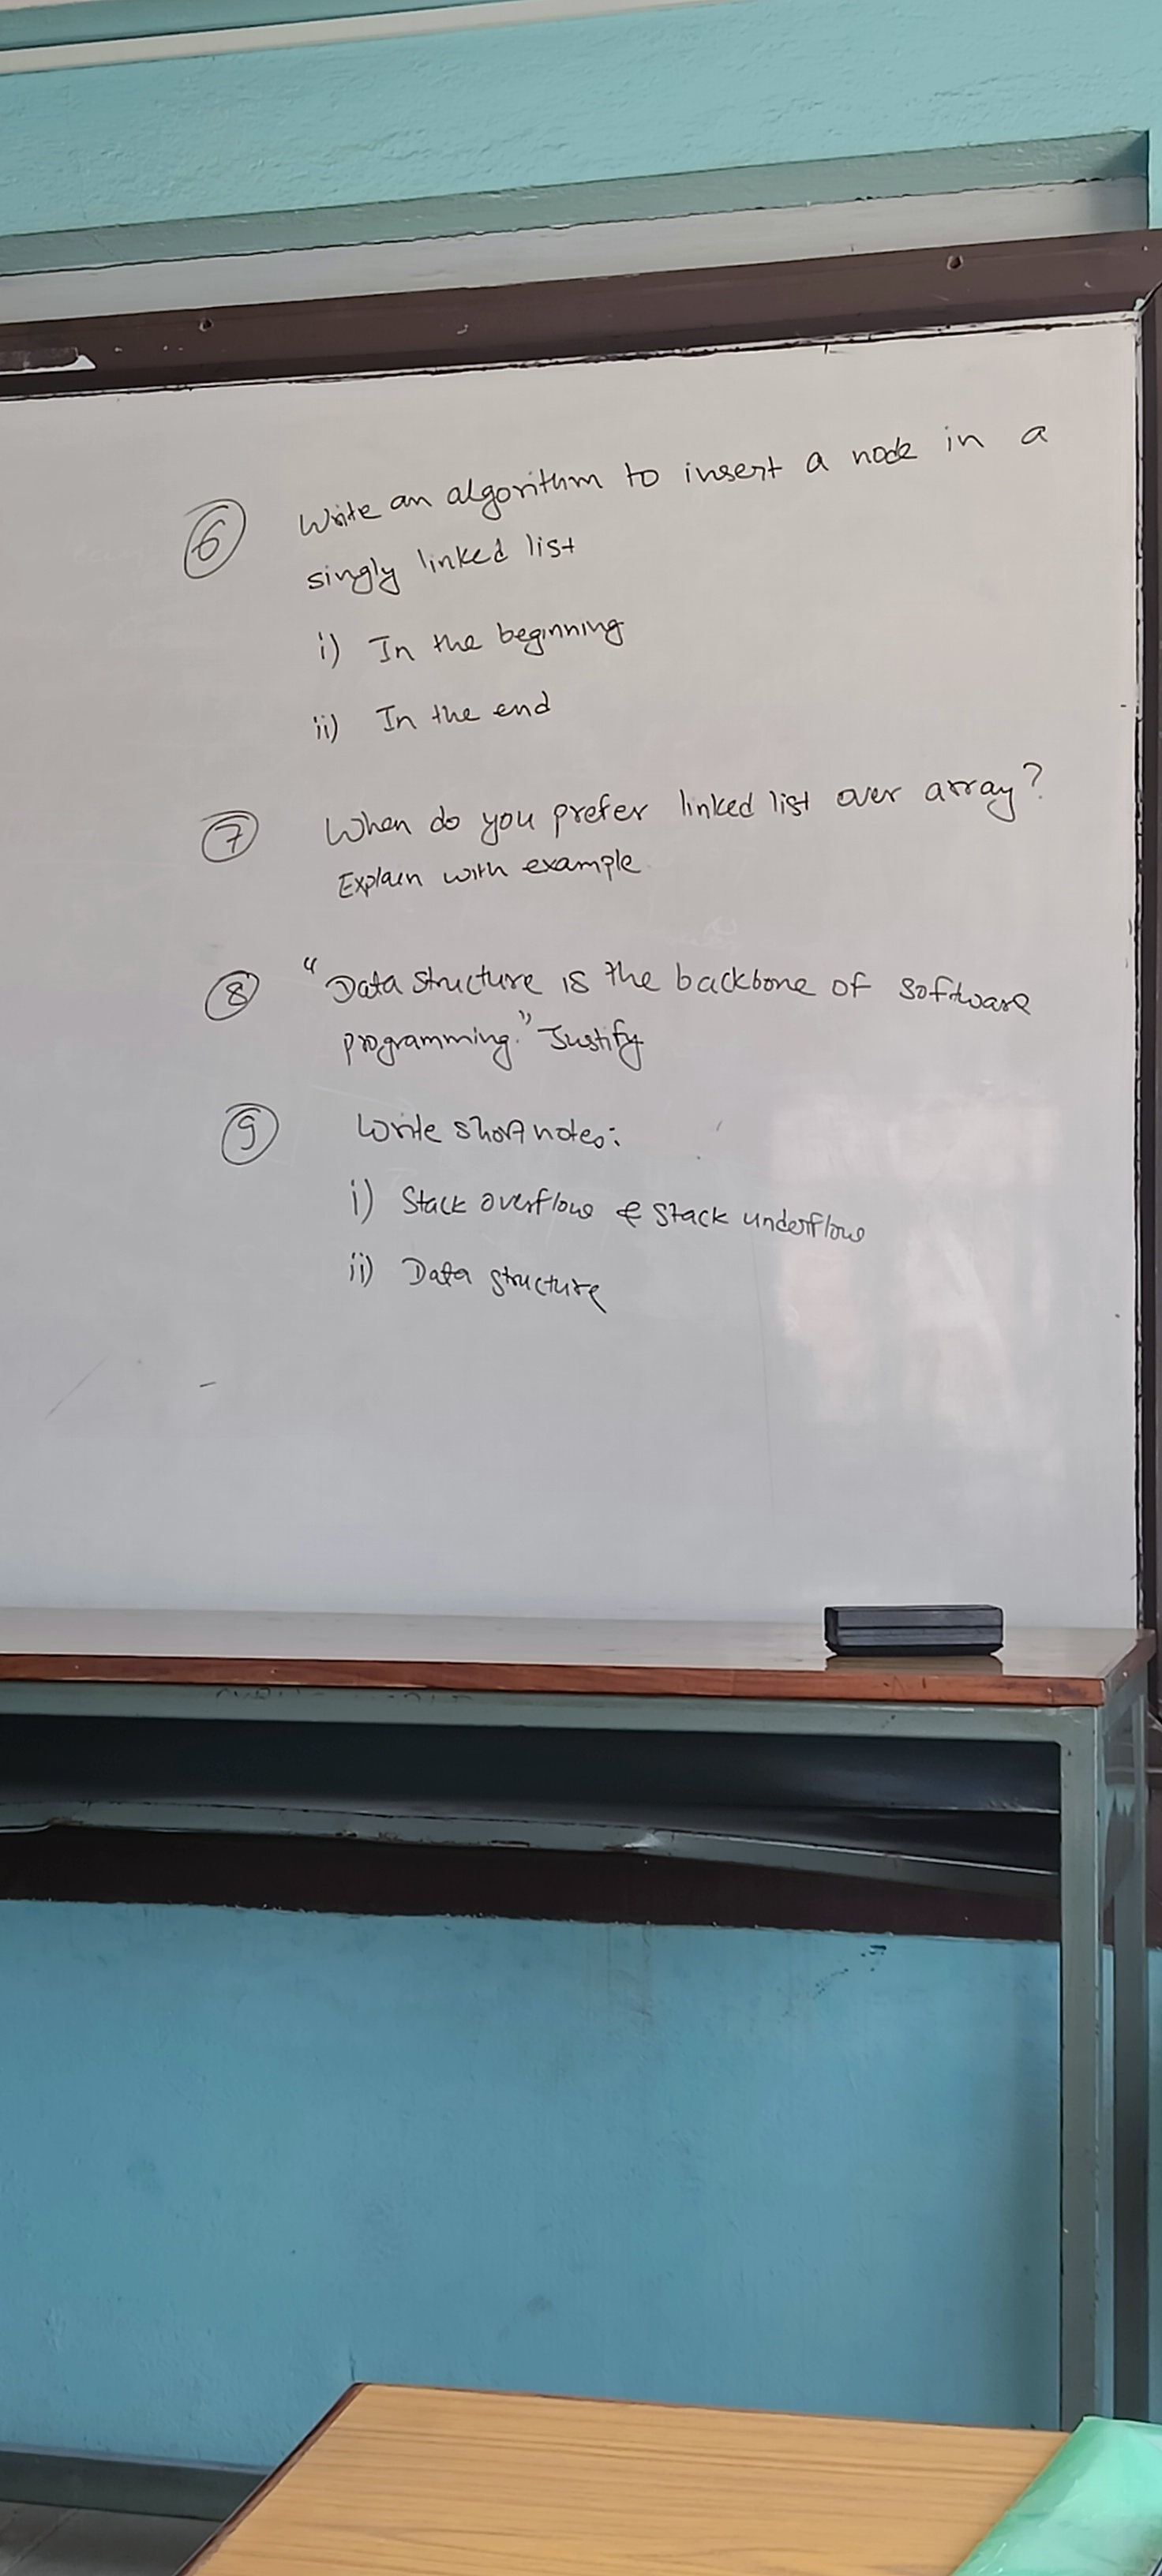 6 Write an algorithm to insert a node in a
singly linked list
i) In the beginning
ii) In the end
7 When do you prefer linked list over array?
Explain with example.
8 "Data structure is the backbone of software
programming." Justify
9 Write short notes:
i) Stack overflow & stack underflow
ii) Data structure